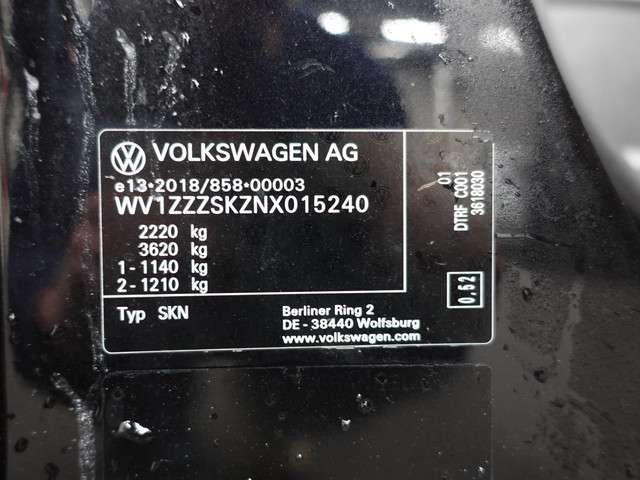 VOLKSWAGEN AG
e13•2018/858•00003
WV1ZZZSKZNX015240
2220 kg
3620 kg
1 - 1140 kg
2 - 1210 kg
Typ SKN
Berliner Ring 2
DE - 38440 Wolfsburg
www.volkswagen.com
01
DTRF C001
3618030
0,52